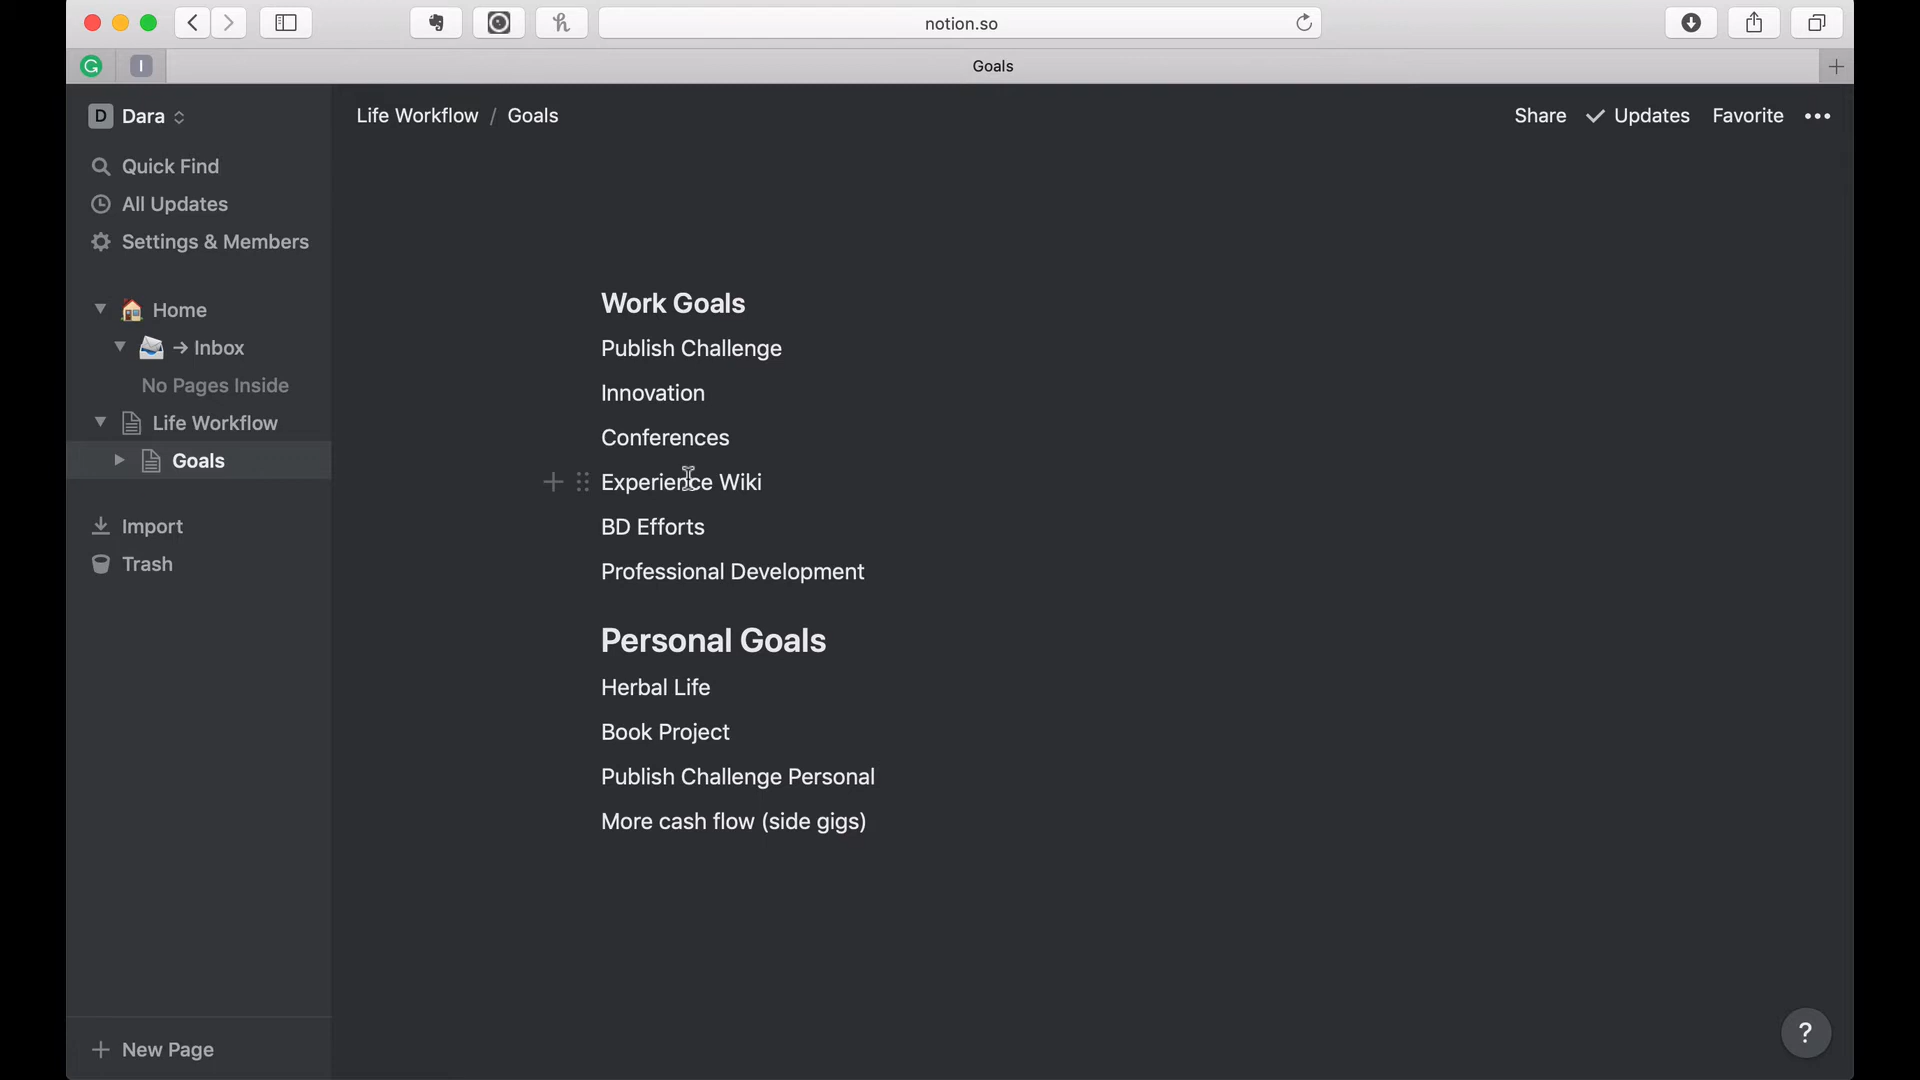 notion.so
Goals
D Dara
Life Workflow / Goals
Share ✓ Updates Favorite •••
Quick Find
All Updates
Settings & Members
Home
→ Inbox
No Pages Inside
Life Workflow
Goals
Import
Trash
New Page
Work Goals
Publish Challenge
Innovation
Conferences
Experience Wiki
BD Efforts
Professional Development
Personal Goals
Herbal Life
Book Project
Publish Challenge Personal
More cash flow (side gigs)
?